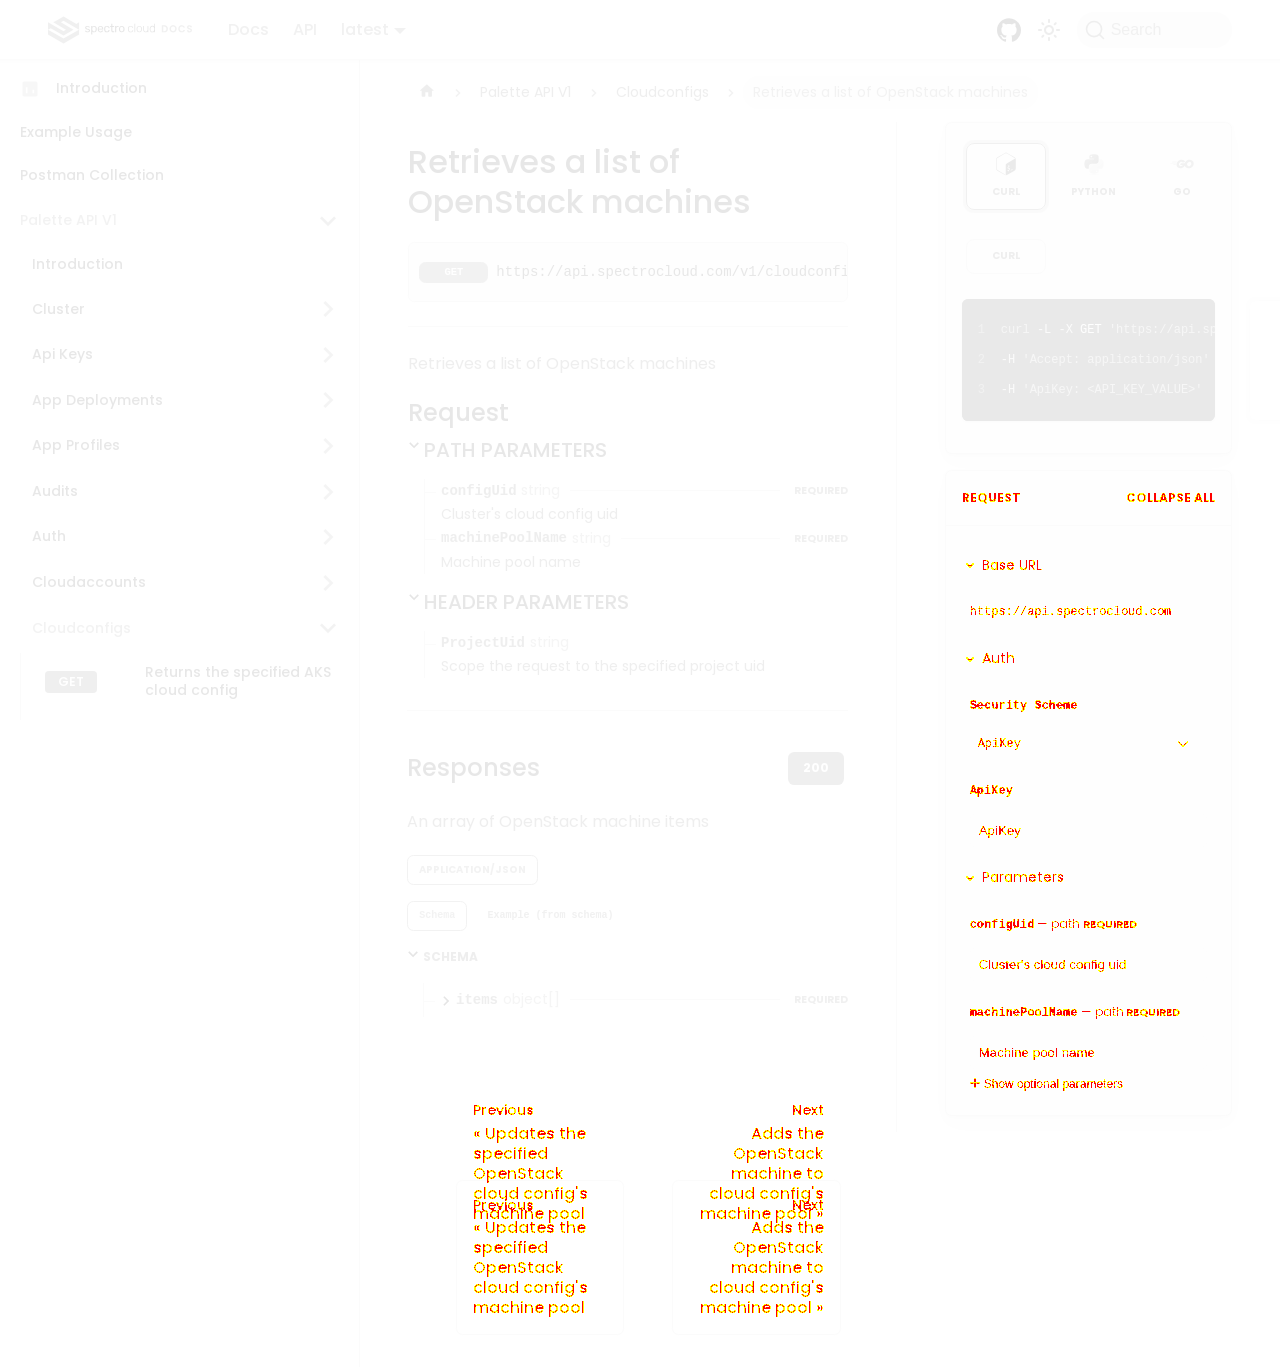 spectro cloud DOCS
Docs
API
latest
Search
Introduction
Example Usage
Postman Collection
Palette API V1
Introduction
Cluster
Api Keys
App Deployments
App Profiles
Audits
Auth
Cloudaccounts
Cloudconfigs
GET
Returns the specified AKS
cloud config
Palette API V1
Cloudconfigs
Retrieves a list of OpenStack machines
Retrieves a list of
OpenStack machines
GET https://api.spectrocloud.com/v1/cloudconfi
Retrieves a list of OpenStack machines
Request
PATH PARAMETERS
configUid string REQUIRED
Cluster's cloud config uid
machinePoolName string REQUIRED
Machine pool name
HEADER PARAMETERS
ProjectUid string
Scope the request to the specified project uid
Responses
200
An array of OpenStack machine items
APPLICATION/JSON
Schema
Example (from schema)
SCHEMA
items object[] REQUIRED
CURL
PYTHON
GO
CURL
1 curl -L -X GET 'https://api.sp
2 -H 'Accept: application/json'
3 -H 'ApiKey: <API_KEY_VALUE>'
REQUEST
COLLAPSE ALL
Base URL
https://api.spectrocloud.com
Auth
Security Scheme
ApiKey
ApiKey
ApiKey
Parameters
configUid — path REQUIRED
Cluster's cloud config uid
machinePoolName — path REQUIRED
Machine pool name
Show optional parameters
Previous
« Updates the
specified
OpenStack
cloud config's
machine pool
Next
Adds the
OpenStack
machine to
cloud config's
machine pool »
Previous
« Updates the
specified
OpenStack
cloud config's
machine pool
Next
Adds the
OpenStack
machine to
cloud config's
machine pool »